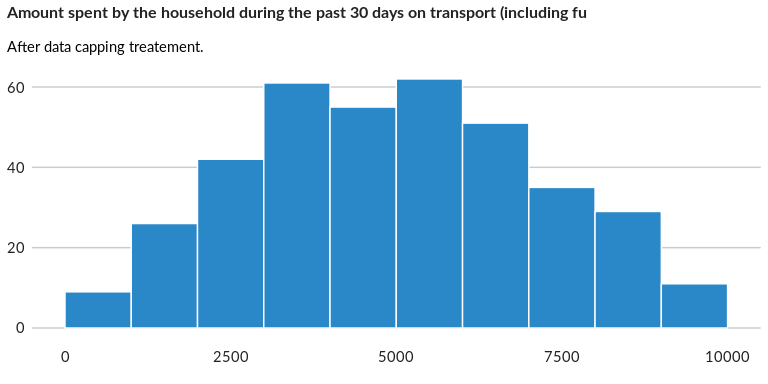 Amount spent by the household during the past 30 days on transport (including fu
After data capping treatement.
60
40
20
0
0 2500 5000 7500 10000